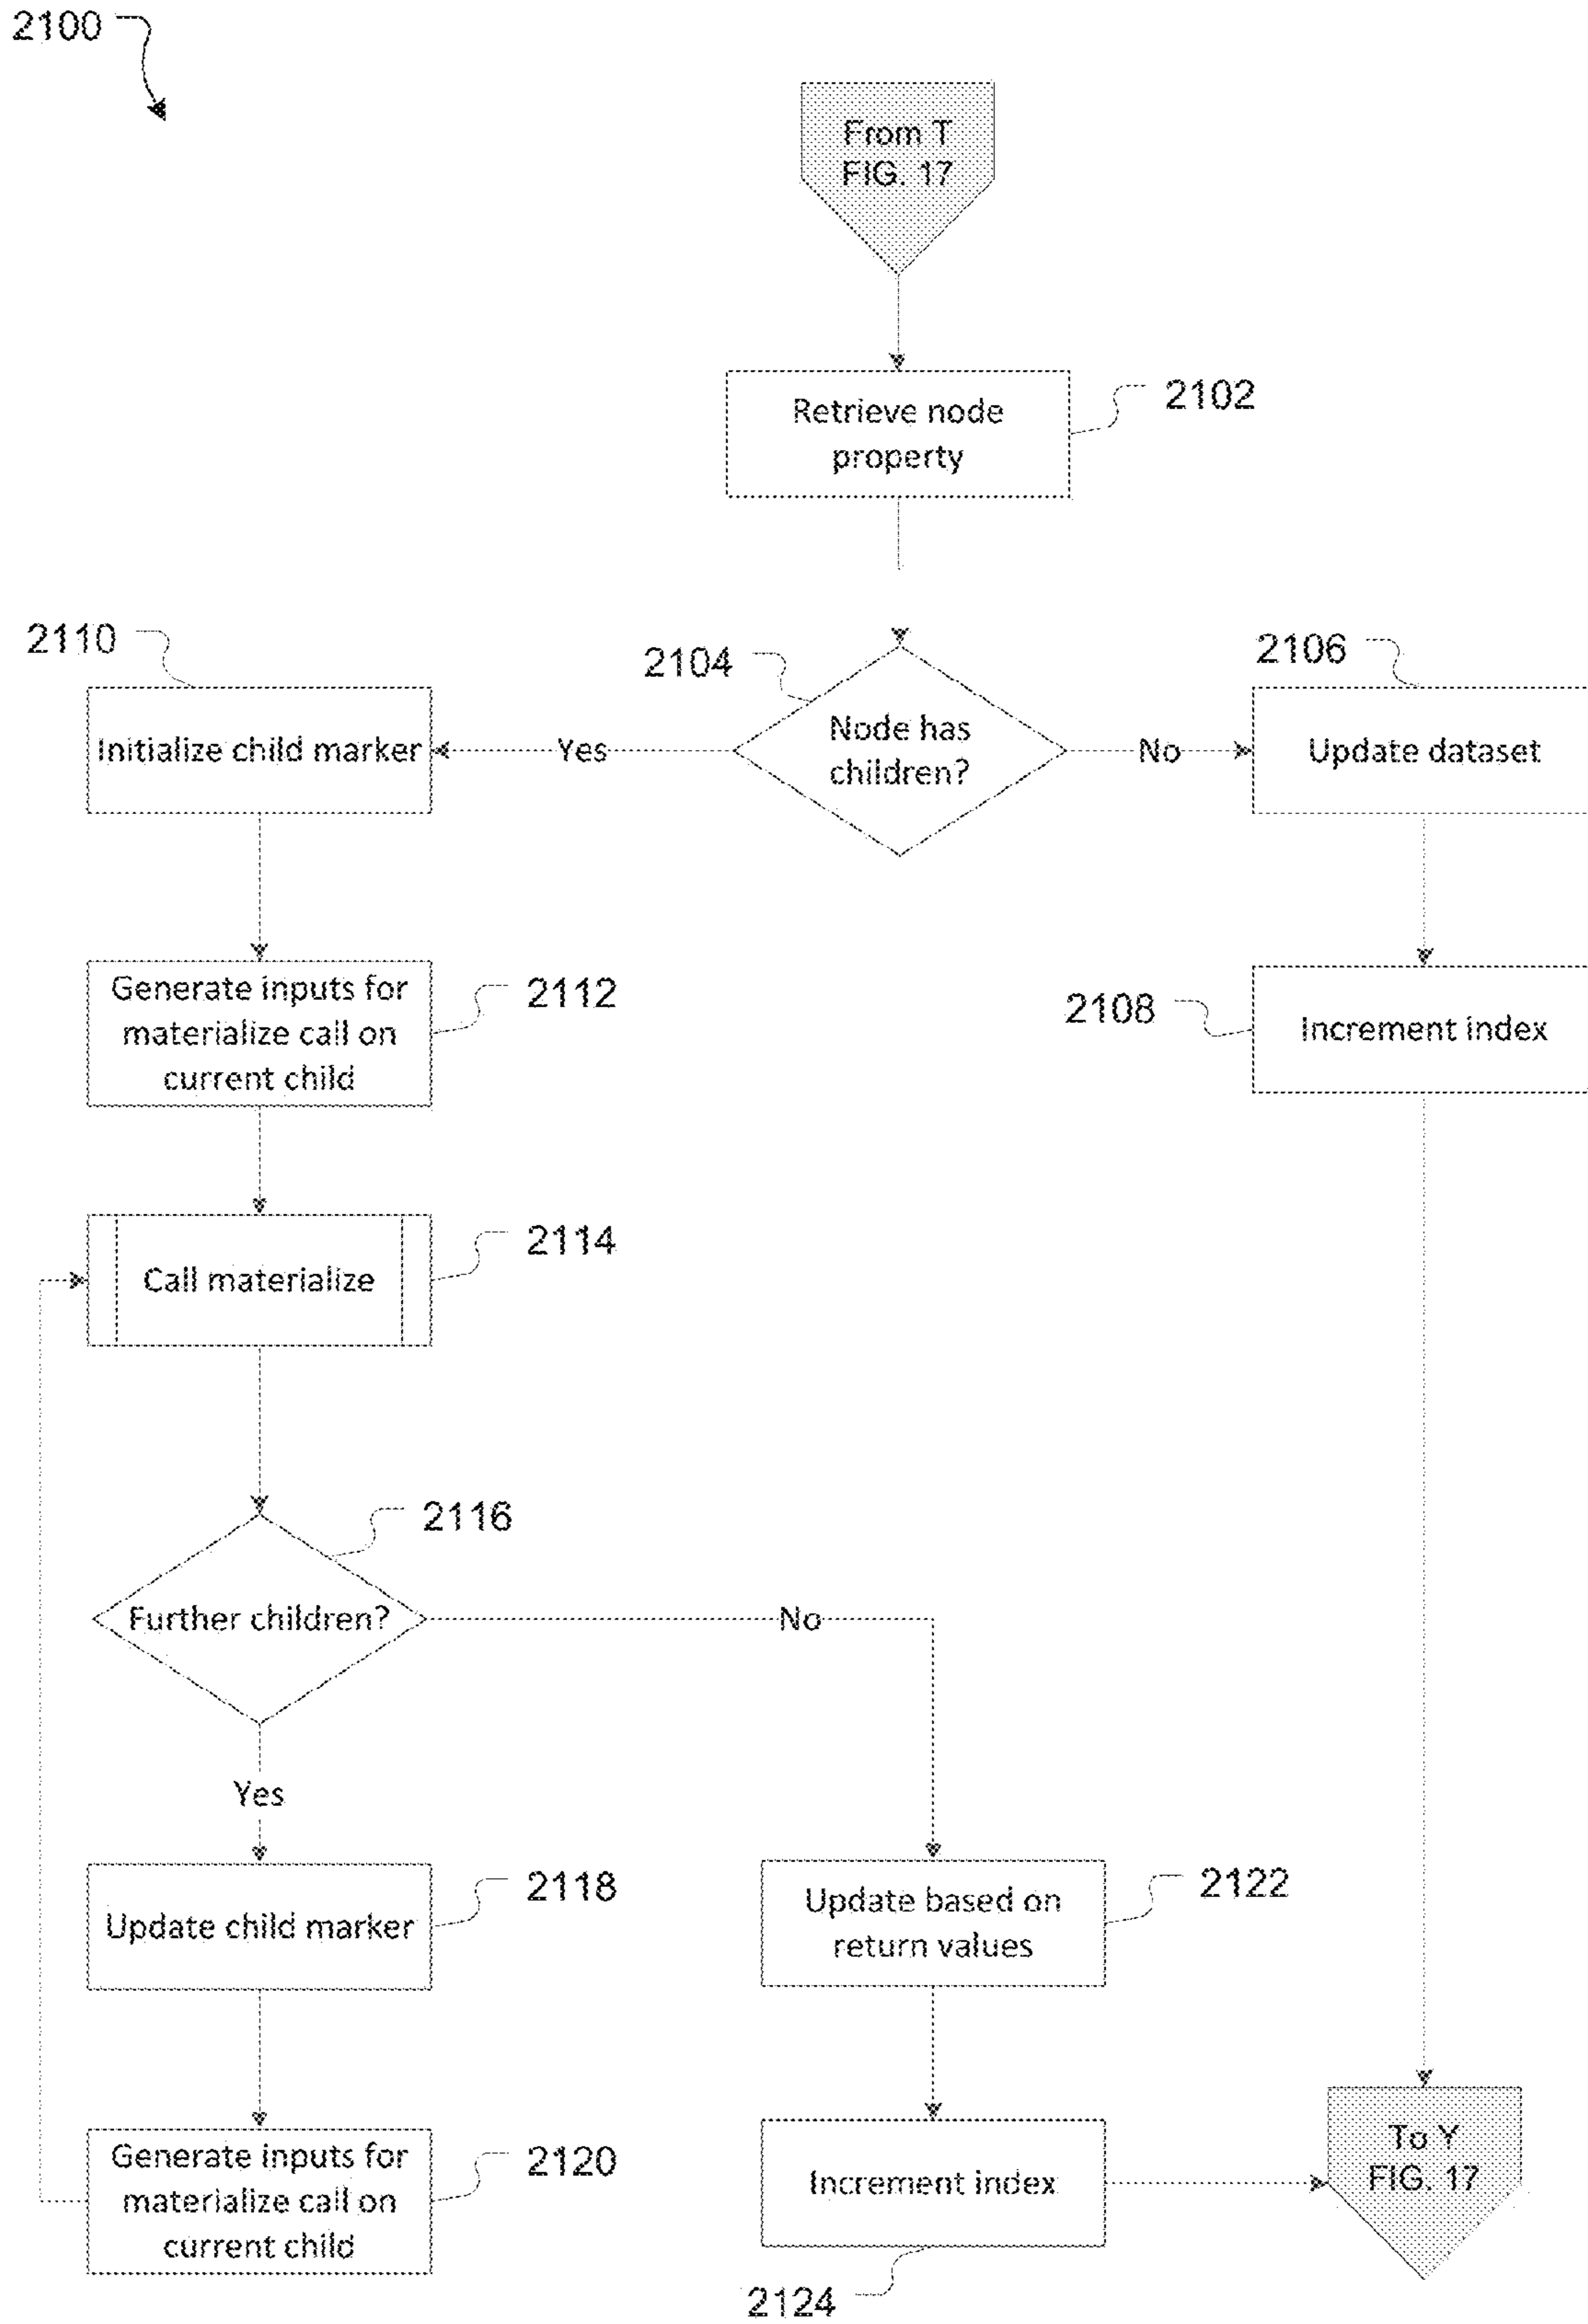 2100
From T
FIG. 17
Retrieve node
property
2102
2110
2104
2106
Initialize child marker
Yes
Node has
children?
No
Update dataset
Generate inputs for
materialize call on
current child
2112
2108
Increment index
Call materialize
2114
2116
Further children?
No
Yes
Update child marker
2118
Update based on
return values
2122
Generate inputs for
materialize call on
current child
2120
Increment index
2124
To Y
FIG. 17